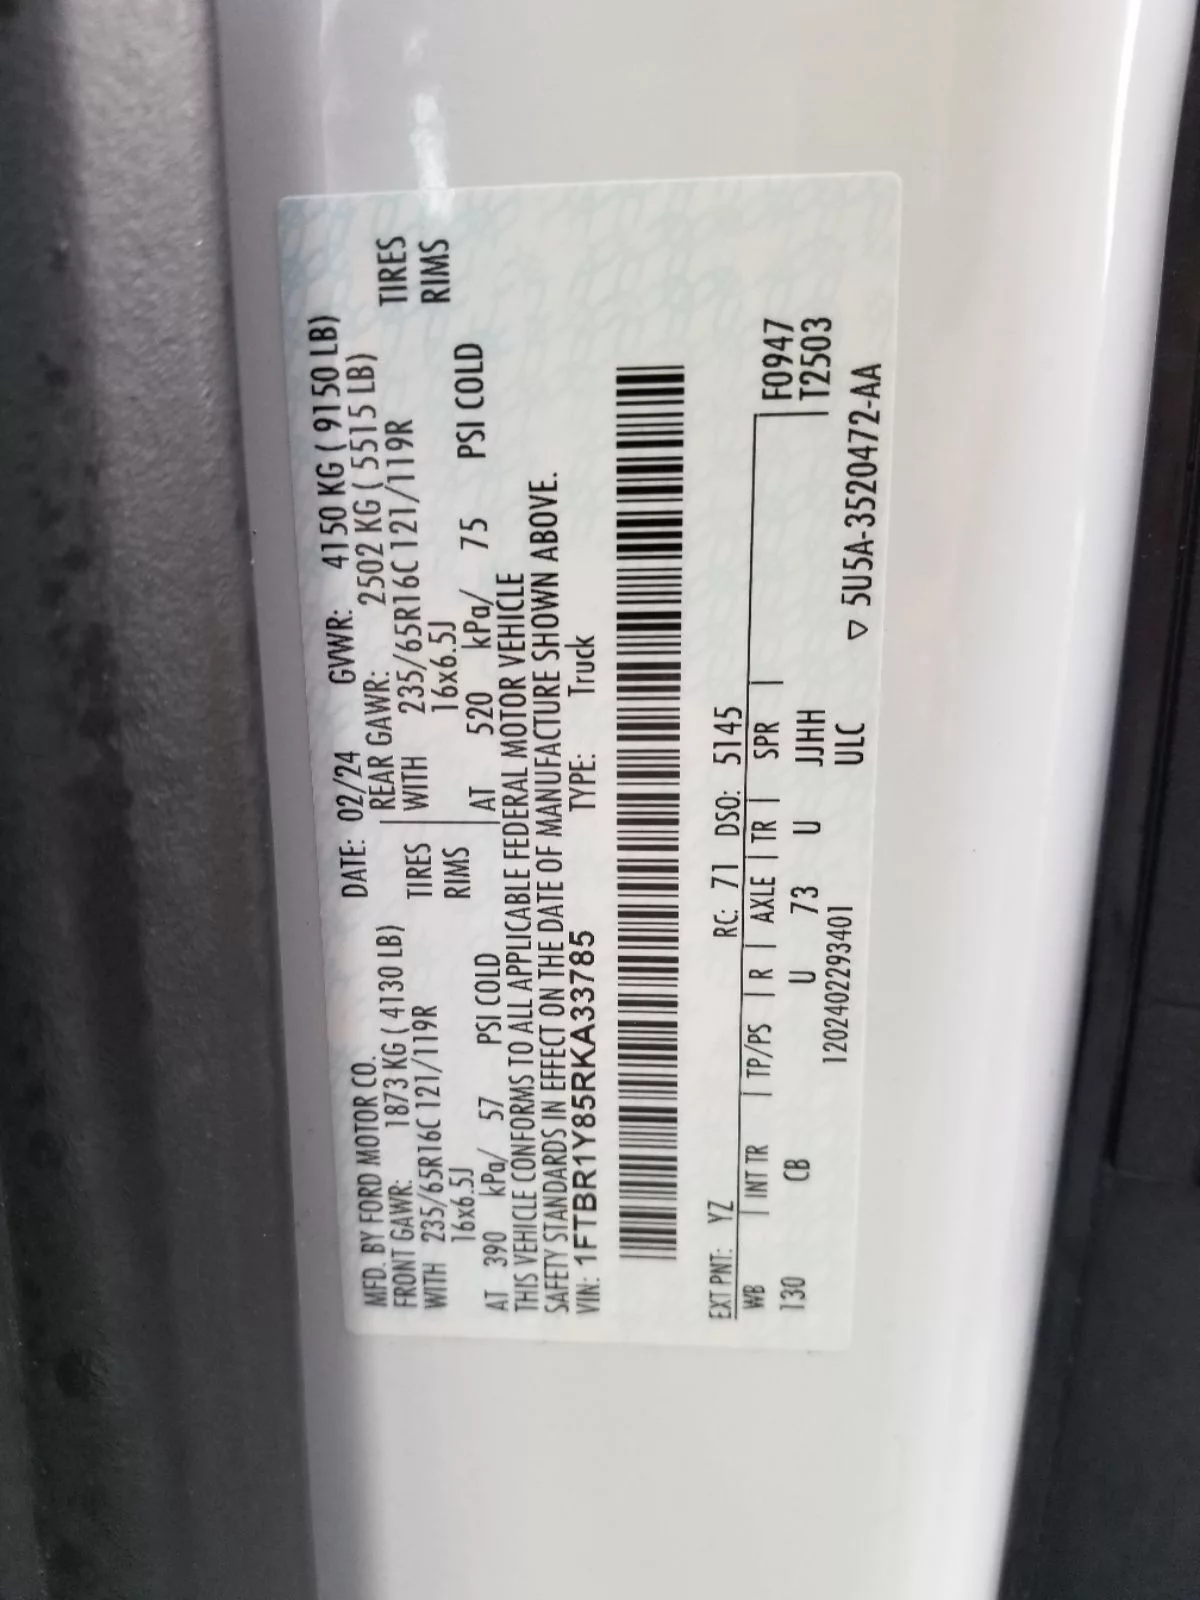 MFD. BY FORD MOTOR CO. DATE: 02/24 GVWR: 4150 KG ( 9150 LB)
FRONT GAWR: 1873 KG ( 4130 LB) REAR GAWR: 2502 KG ( 5515 LB)
WITH 235/65R16C 121/119R TIRES WITH 235/65R16C 121/119R TIRES
16x6.5J RIMS 16x6.5J RIMS
AT 390 kPa/ 57 PSI COLD AT 520 kPa/ 75 PSI COLD
THIS VEHICLE CONFORMS TO ALL APPLICABLE FEDERAL MOTOR VEHICLE
SAFETY STANDARDS IN EFFECT ON THE DATE OF MANUFACTURE SHOWN ABOVE.
VIN: 1FTBR1Y85RKA33785 TYPE: Truck
EXT PNT: YZ RC: 71 DSO: 5145
WB | INT TR | TP/PS | R | AXLE | TR | SPR | F0947
130 CB U 73 U JJHH T2503
1202402293401 ULC ▽ 5U5A-3520472-AA